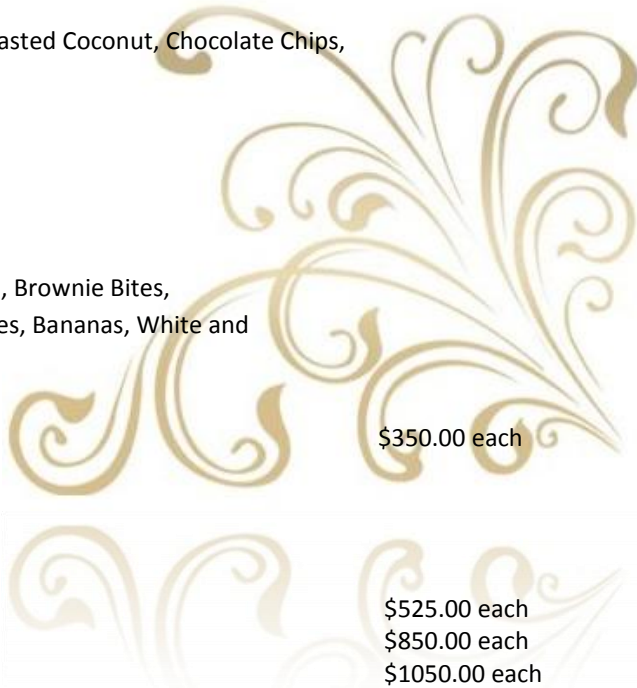 asted Coconut, Chocolate Chips,
, Brownie Bites,
es, Bananas, White and
$350.00 each
$525.00 each
$850.00 each
$1050.00 each